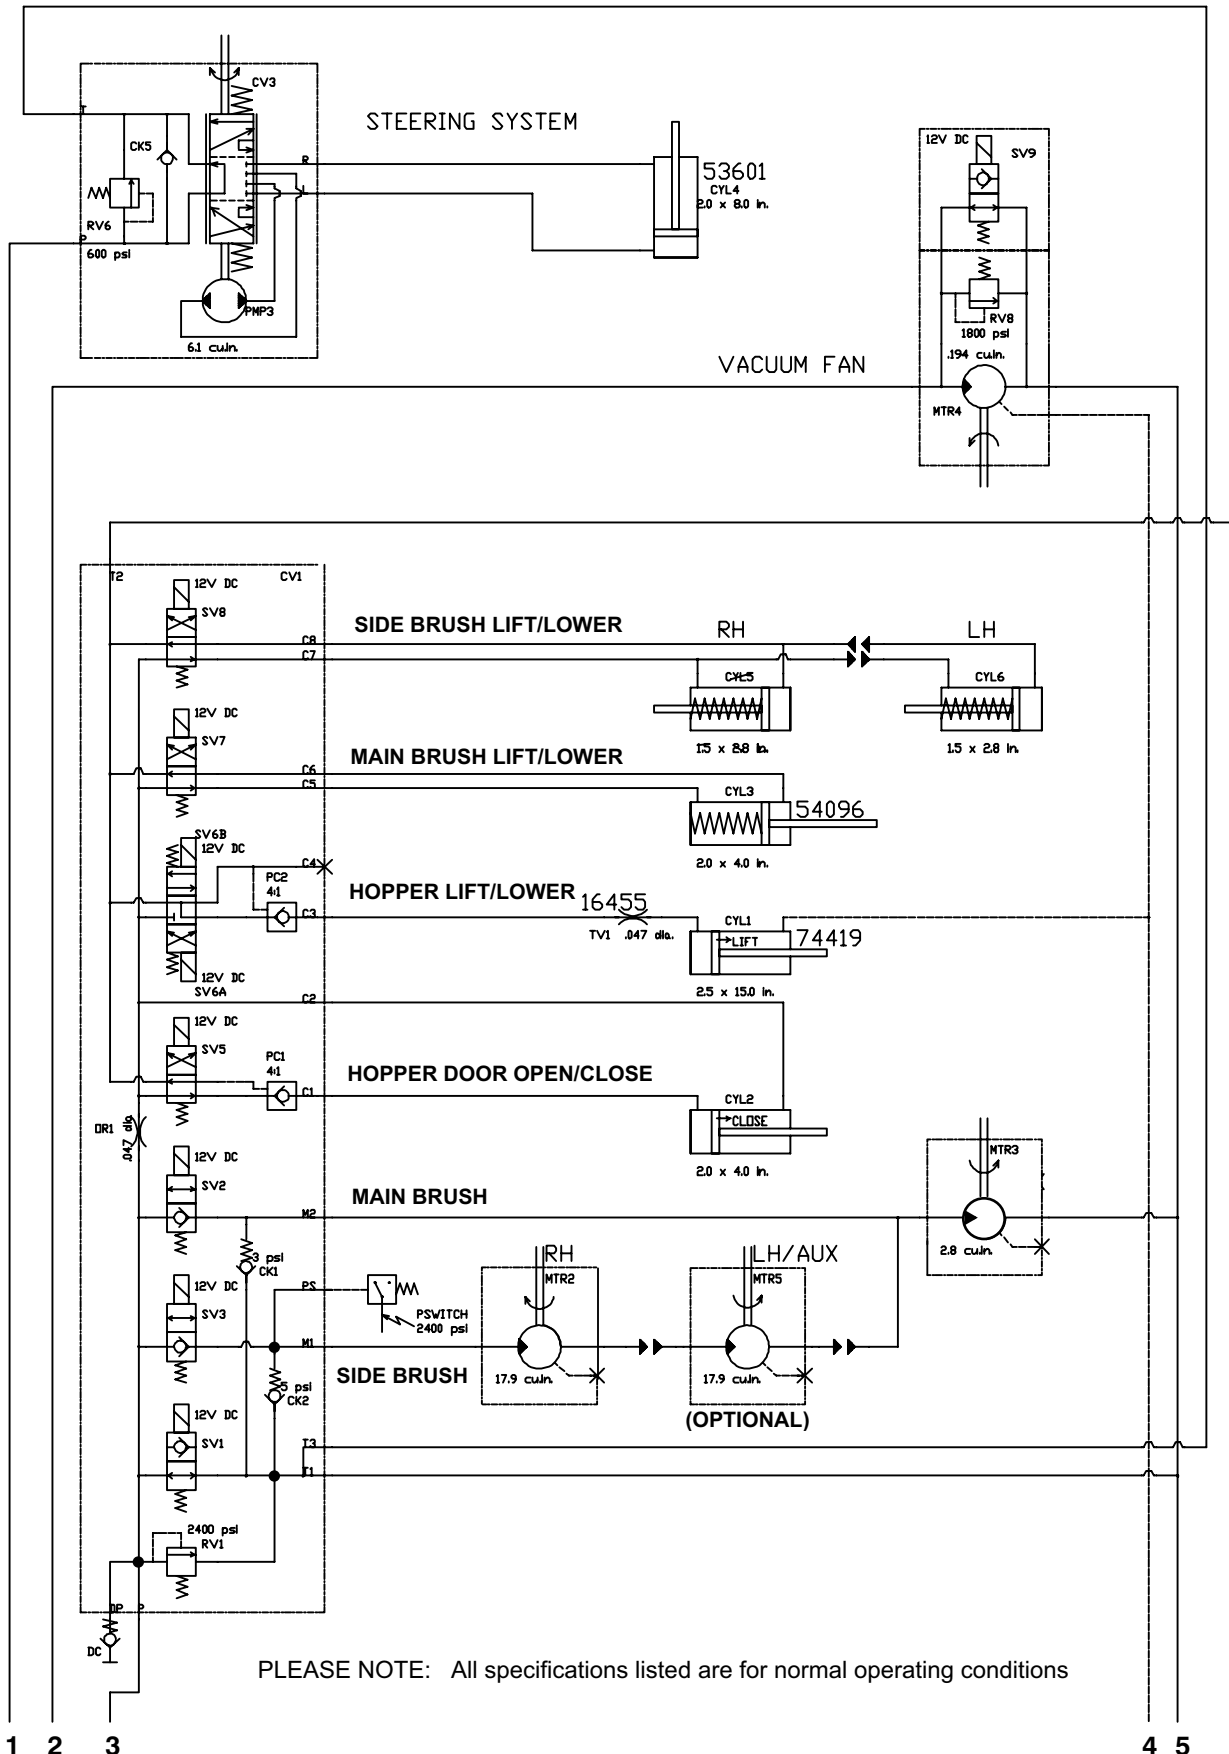 CV3
STEERING SYSTEM
T
CK5
R
L
RV6
P
600 psi
PMP3
6.1 cu.in.
53601
CYL4
2.0 x 8.0 in.
12V DC
SV9
RV8
1800 psi
.194 cu.in.
VACUUM FAN
MTR4
T2
CV1
12V DC
SV8
SIDE BRUSH LIFT/LOWER
RH
LH
C8
C7
CYL5
CYL6
1.5 x 2.8 in.
12V DC
SV7
MAIN BRUSH LIFT/LOWER
C6
C5
CYL3
54096
2.0 x 4.0 in.
SV6B
12V DC
C4
PC2
4:1
HOPPER LIFT/LOWER
16455
C3
TV1 .047 dia.
CYL1
LIFT
74419
12V DC
SV6A
2.5 x 15.0 in.
C2
12V DC
SV5
PC1
4:1
HOPPER DOOR OPEN/CLOSE
C1
CYL2
CLOSE
OR1
.047 dia
2.0 x 4.0 in.
12V DC
SV2
MAIN BRUSH
M2
MTR3
2.8 cu.in.
3 psi
CK1
12V DC
SV3
PS
PSWITCH
2400 psi
RH
MTR2
LH/AUX
MTR5
M1
SIDE BRUSH
17.9 cu.in.
17.9 cu.in.
5 psi
CK2
(OPTIONAL)
12V DC
SV1
T3
T1
2400 psi
RV1
DP P
DC
PLEASE NOTE: All specifications listed are for normal operating conditions
1 2 3 4 5